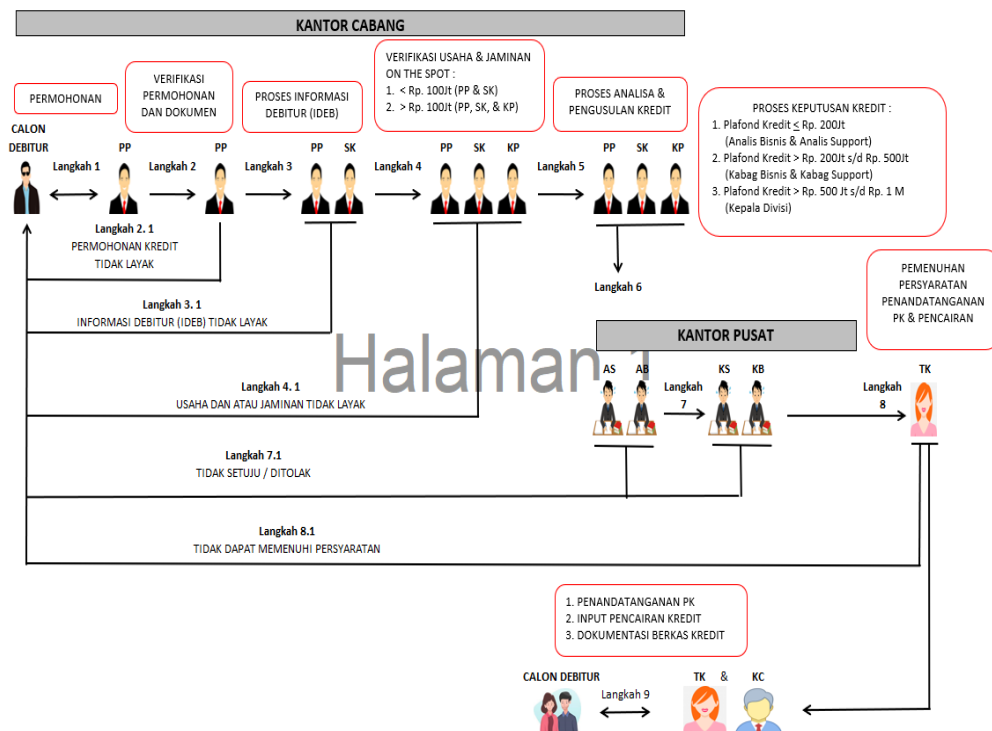 KANTOR CABANG
PERMOHONAN
VERIFIKASI
PERMOHONAN
DAN DOKUMEN
PROSES INFORMASI
DEBITUR (IDEB)
VERIFIKASI USAHA & JAMINAN
ON THE SPOT :
1. < Rp. 100Jt (PP & SK)
2. > Rp. 100Jt (PP, SK, & KP)
PROSES ANALISA &
PENGUSULAN KREDIT
PROSES KEPUTUSAN KREDIT :
1. Plafond Kredit ≤ Rp. 200Jt
(Analis Bisnis & Analis Support)
2. Plafond Kredit > Rp. 200Jt s/d Rp. 500Jt
(Kabag Bisnis & Kabag Support)
3. Plafond Kredit > Rp. 500 Jt s/d Rp. 1 M
(Kepala Divisi)
CALON
DEBITUR
Langkah 1
PP
Langkah 2
PP
Langkah 3
PP SK
Langkah 4
PP SK KP
Langkah 5
PP SK KP
Langkah 2. 1
PERMOHONAN KREDIT
TIDAK LAYAK
Langkah 6
PEMENUHAN
PERSYARATAN
PENANDATANGANAN
PK & PENCAIRAN
Langkah 3. 1
INFORMASI DEBITUR (IDEB) TIDAK LAYAK
KANTOR PUSAT
Halaman 1
AS AB
Langkah
7
KS KB
Langkah
8
TK
Langkah 4. 1
USAHA DAN ATAU JAMINAN TIDAK LAYAK
Langkah 7.1
TIDAK SETUJU / DITOLAK
Langkah 8.1
TIDAK DAPAT MEMENUHI PERSYARATAN
1. PENANDATANGANAN PK
2. INPUT PENCAIRAN KREDIT
3. DOKUMENTASI BERKAS KREDIT
CALON DEBITUR
Langkah 9
TK & KC